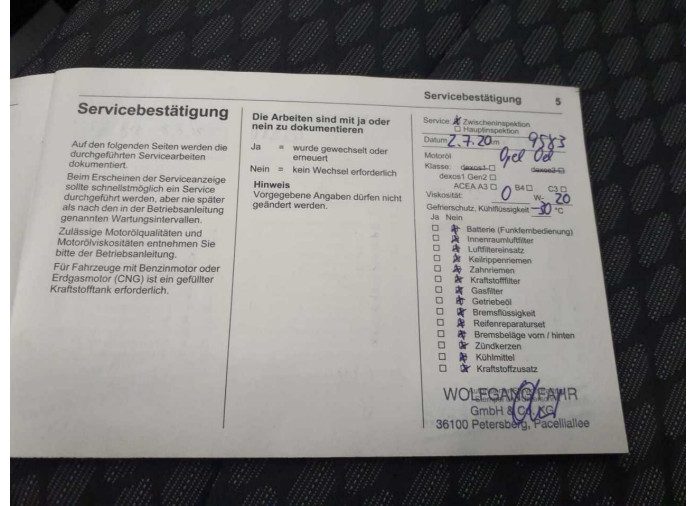 Servicebestätigung 5
Servicebestätigung
Auf den folgenden Seiten werden die
durchgeführten Servicearbeiten
dokumentiert.
Beim Erscheinen der Serviceanzeige
sollte schnellstmöglich ein Service
durchgeführt werden, aber nie später
als nach den in der Betriebsanleitung
genannten Wartungsintervallen.
Zulässige Motorölqualitäten und
Motorölviskositäten entnehmen Sie
bitte der Betriebsanleitung.
Für Fahrzeuge mit Benzinmotor oder
Erdgasmotor (CNG) ist ein gefüllter
Kraftstofftank erforderlich.
Die Arbeiten sind mit ja oder
nein zu dokumentieren
Ja = wurde gewechselt oder
erneuert
Nein = kein Wechsel erforderlich
Hinweis
Vorgegebene Angaben dürfen nicht
geändert werden.
Service: Zwischeninspektion
Hauptinspektion
Datum 2.7.20 km 9583
Motoröl Opel Oel
Klasse: dexos1 dexos2
dexos1 Gen2
ACEA A3 B4 C3
Viskosität: 0 W- 20
Gefrierschutz, Kühlflüssigkeit -30 °C
Ja Nein
Batterie (Funkfernbedienung)
Innenraumluftfilter
Luftfiltereinsatz
Keilrippenriemen
Zahnriemen
Kraftstofffilter
Gasfilter
Getriebeöl
Bremsflüssigkeit
Reifenreparaturset
Bremsbeläge vorn / hinten
Zündkerzen
Kühlmittel
Kraftstoffzusatz
WOLFGANG FAHR
GmbH & Co. KG
36100 Petersberg, Pacelliallee